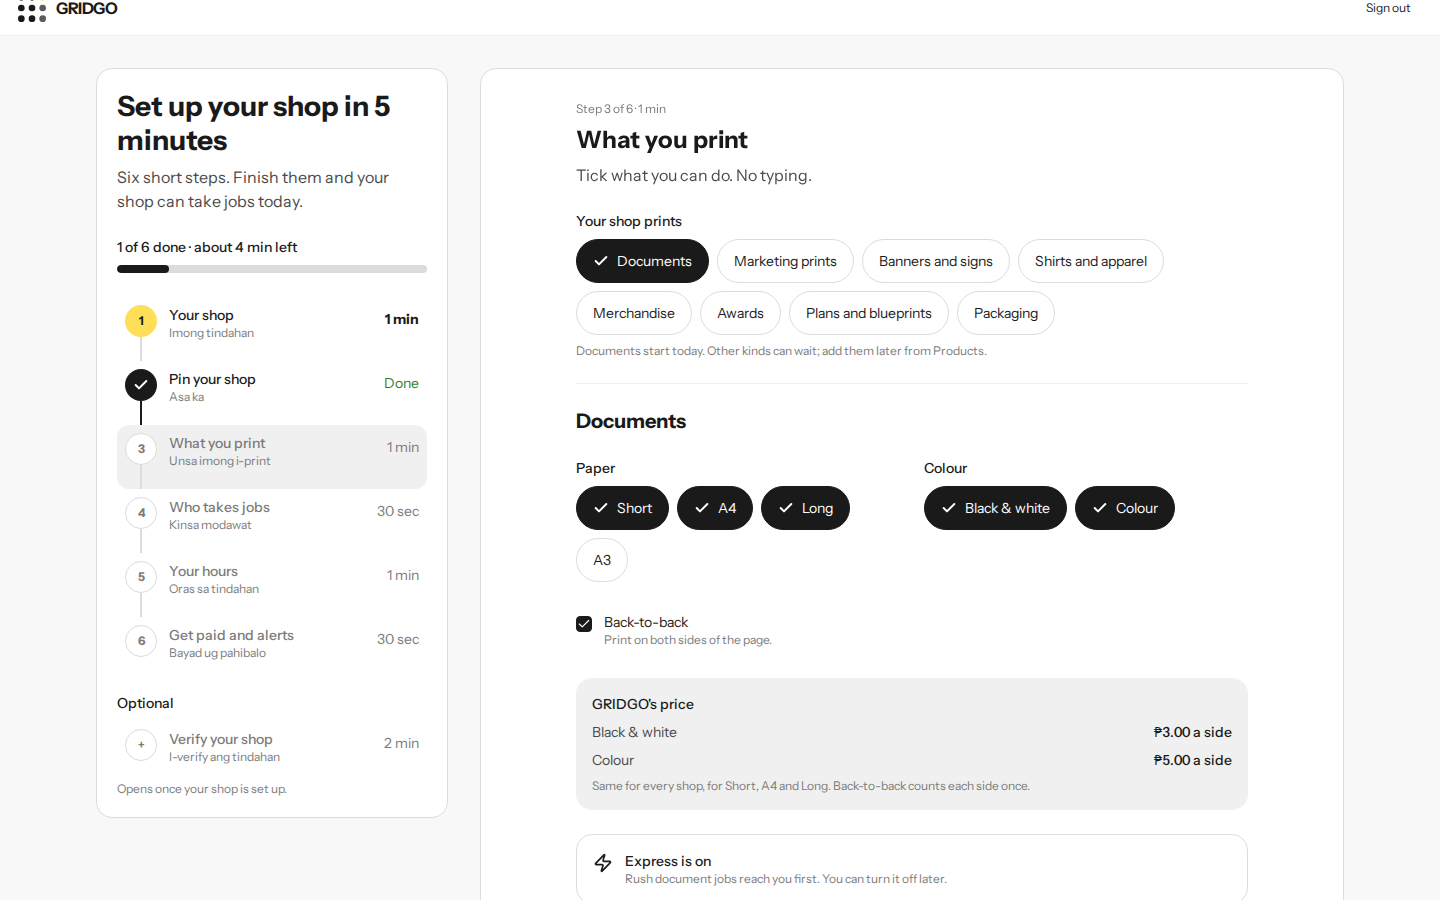 GRIDGO
Sign out
Set up your shop in 5
minutes
Six short steps. Finish them and your
shop can take jobs today.
1 of 6 done · about 4 min left
1
Your shop
1 min
Imong tindahan
Pin your shop
Done
Asa ka
3
What you print
1 min
Unsa imong i-print
4
Who takes jobs
30 sec
Kinsa modawat
5
Your hours
1 min
Oras sa tindahan
6
Get paid and alerts
30 sec
Bayad ug pahibalo
Optional
+
Verify your shop
2 min
I-verify ang tindahan
Opens once your shop is set up.
Step 3 of 6 · 1 min
What you print
Tick what you can do. No typing.
Your shop prints
Documents
Marketing prints
Banners and signs
Shirts and apparel
Merchandise
Awards
Plans and blueprints
Packaging
Documents start today. Other kinds can wait; add them later from Products.
Documents
Paper
Short
A4
Long
A3
Colour
Black & white
Colour
Back-to-back
Print on both sides of the page.
GRIDGO's price
Black & white
₱3.00 a side
Colour
₱5.00 a side
Same for every shop, for Short, A4 and Long. Back-to-back counts each side once.
Express is on
Rush document jobs reach you first. You can turn it off later.